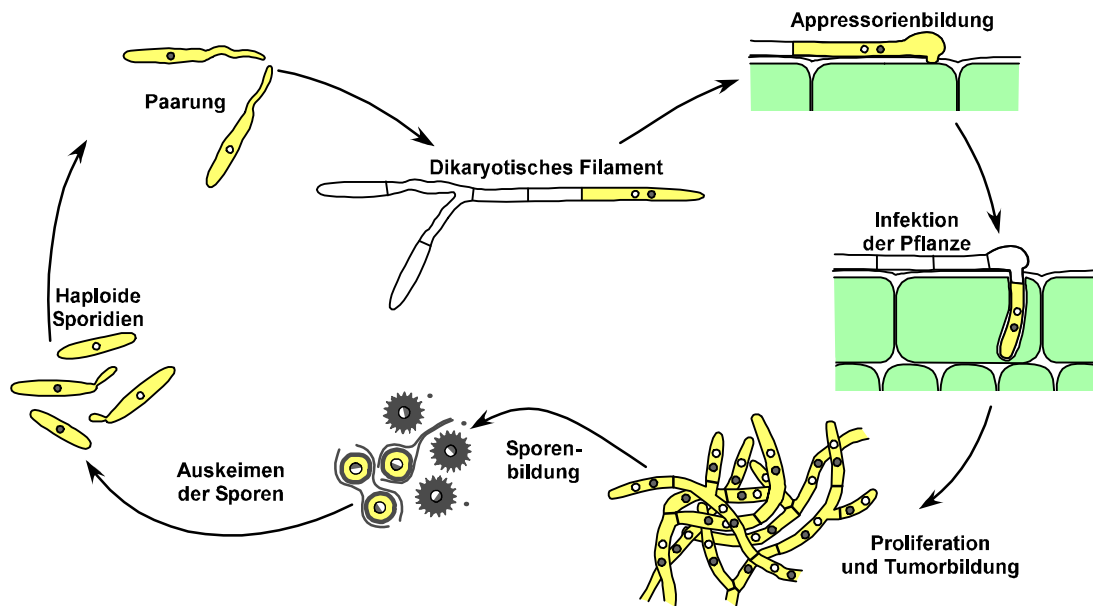 Appressorienbildung
Paarung
Dikaryotisches Filament
Infektion
der Pflanze
Haploide
Sporidien
Sporen-
bildung
Auskeimen
der Sporen
Proliferation
und Tumorbildung